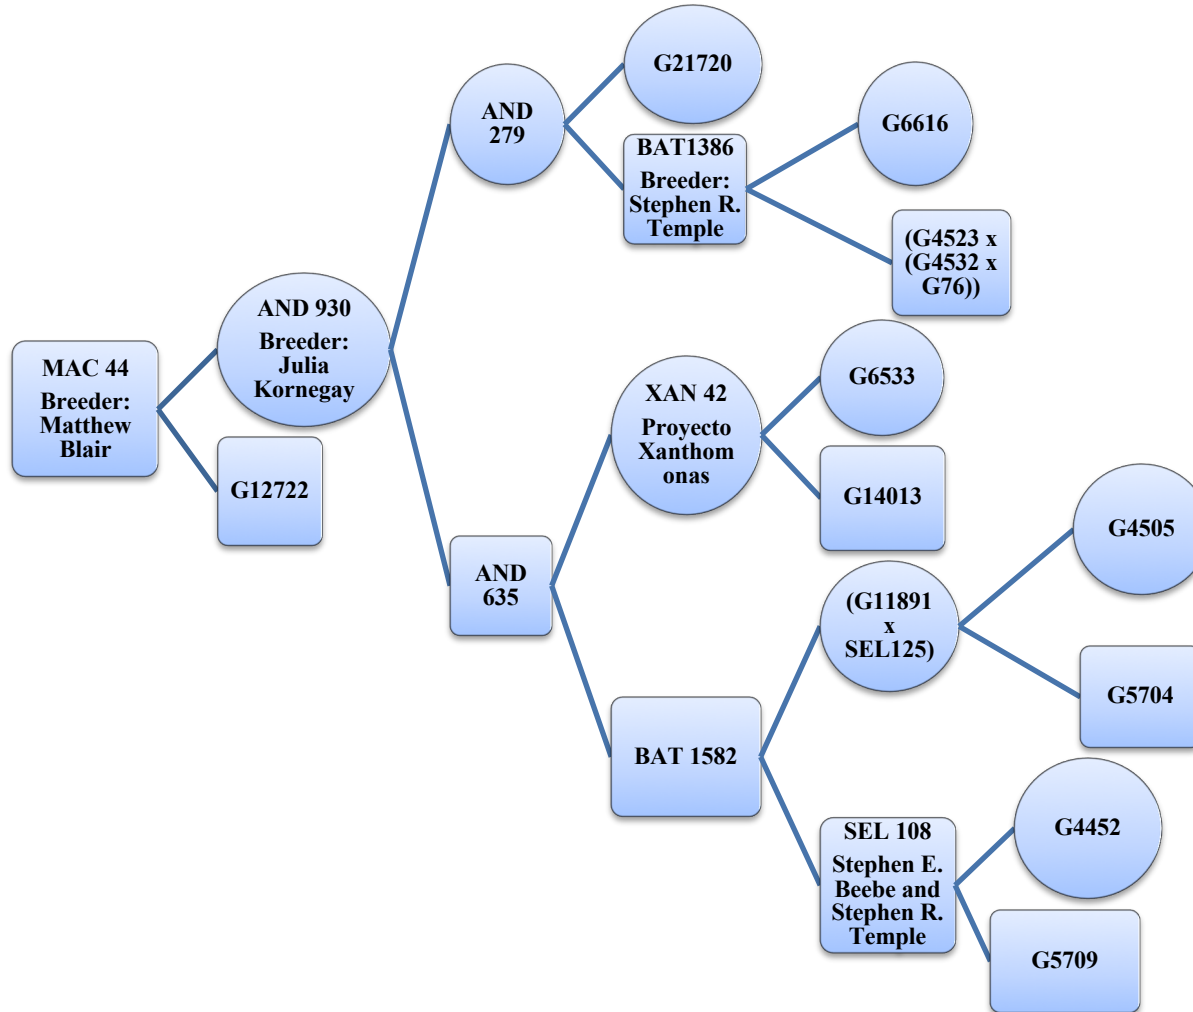 G21720
AND
279
G6616
BAT1386
Breeder:
Stephen R.
Temple
(G4523 x
(G4532 x
G76))
AND 930
Breeder:
Julia
Kornegay
MAC 44
Breeder:
Matthew
Blair
G12722
XAN 42
Proyecto
Xanthom
onas
G6533
G14013
AND
635
G4505
(G11891
x
SEL125)
G5704
BAT 1582
SEL 108
Stephen E.
Beebe and
Stephen R.
Temple
G4452
G5709